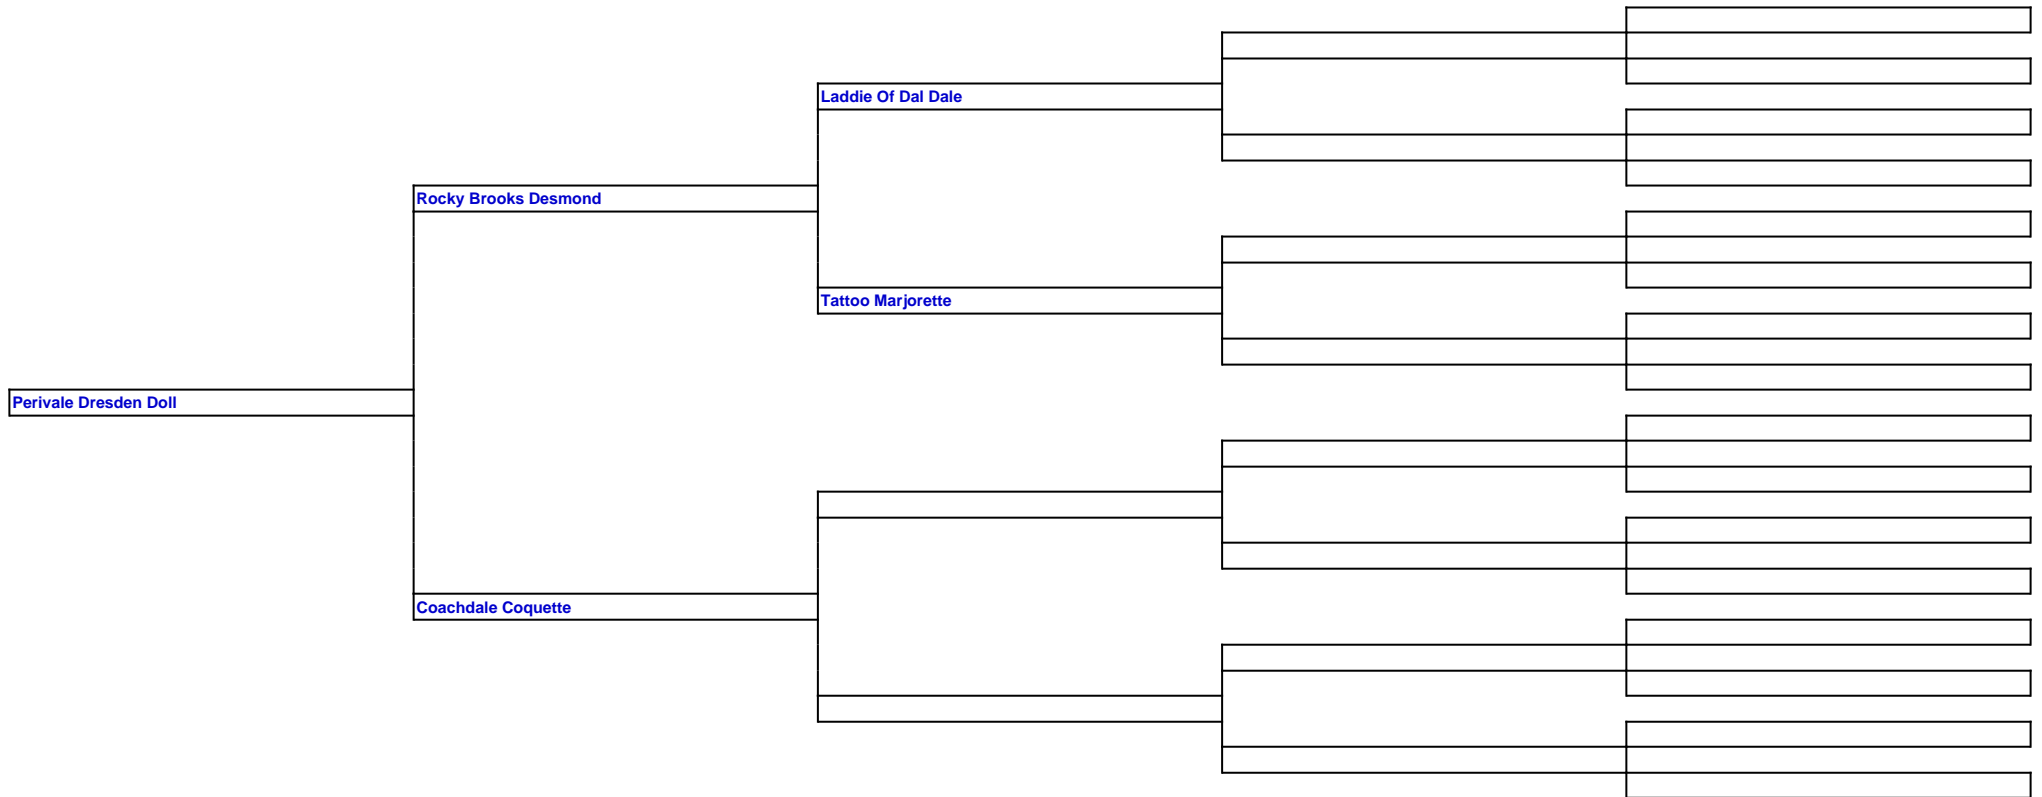 Laddie Of Dal Dale
Rocky Brooks Desmond
Tattoo Marjorette
Perivale Dresden Doll
Coachdale Coquette